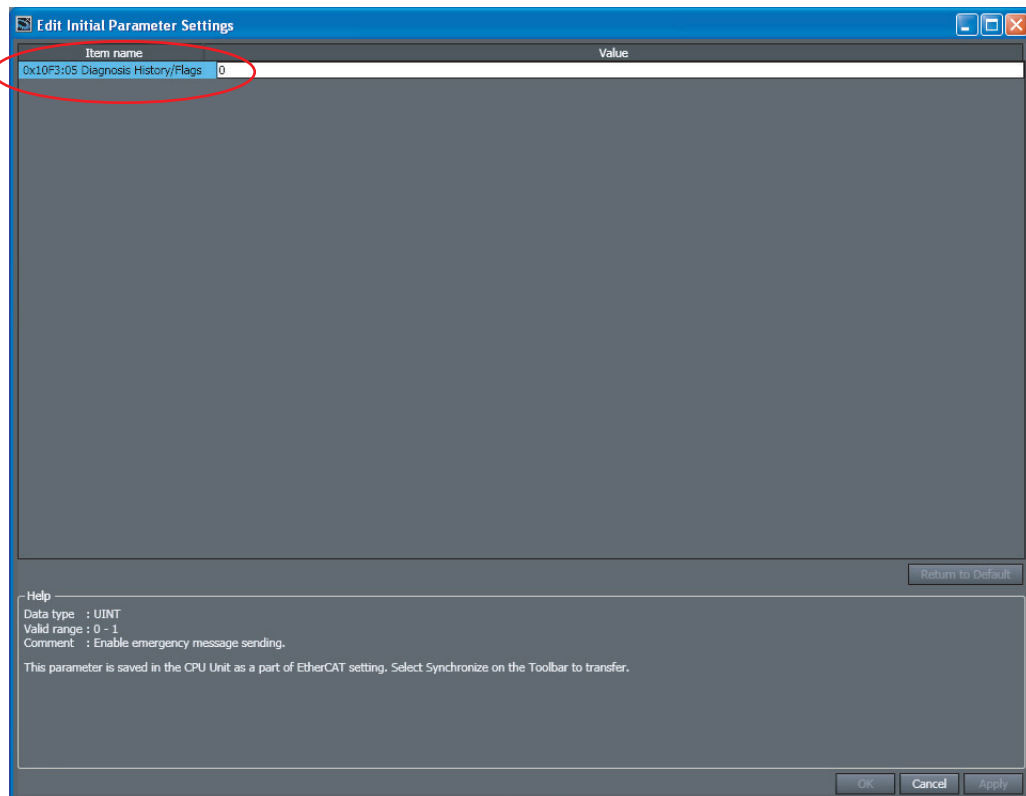 Edit Initial Parameter Settings
Item name Value
0x10F3:05 Diagnosis History/Flags 0
Return to Default
Help
Data type : UINT
Valid range : 0 - 1
Comment : Enable emergency message sending.
This parameter is saved in the CPU Unit as a part of EtherCAT setting. Select Synchronize on the Toolbar to transfer.
OK Cancel Apply